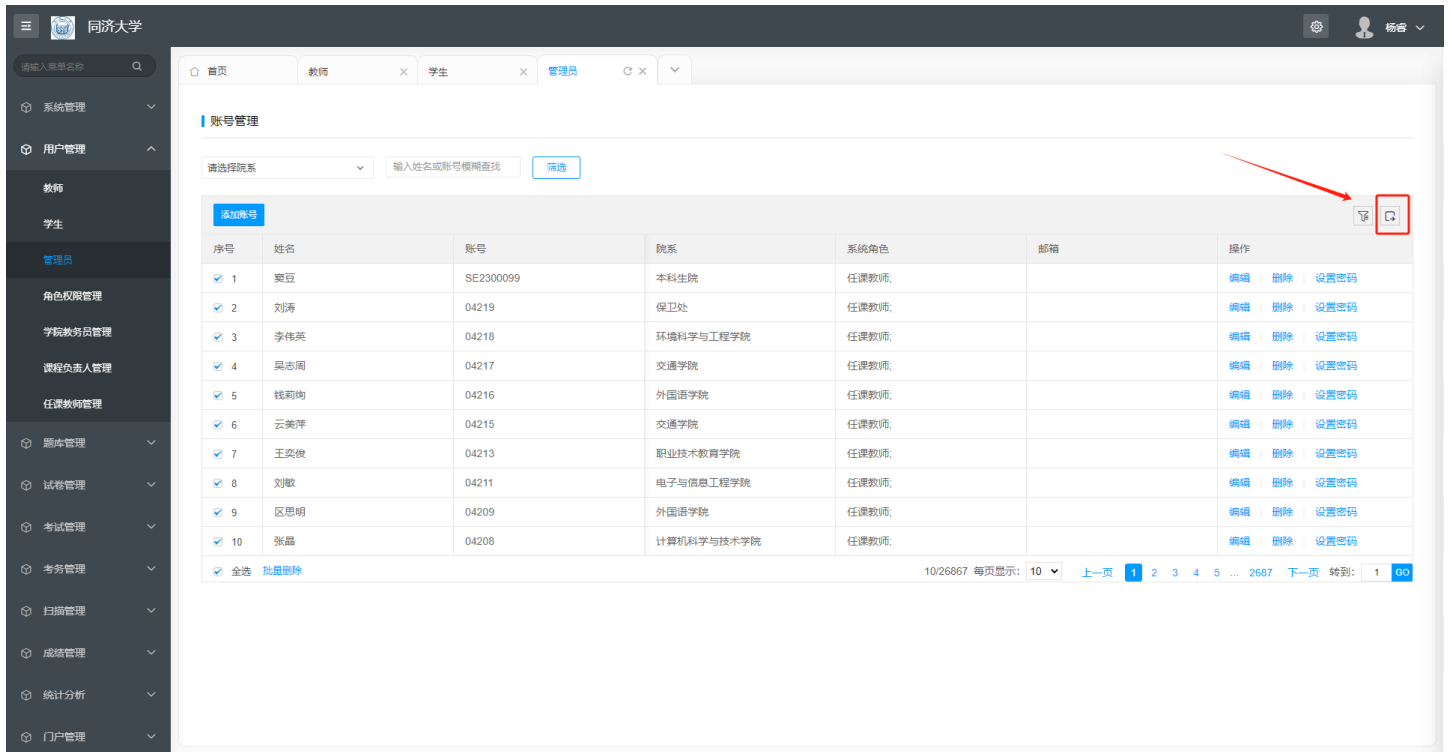 同济大学
杨睿
请输入菜单名称
系统管理
用户管理
教师
学生
管理员
角色权限管理
学院教务员管理
课程负责人管理
任课教师管理
题库管理
试卷管理
考试管理
考务管理
扫描管理
成绩管理
统计分析
门户管理
首页 教师 学生 管理员
账号管理
请选择院系 输入姓名或账号模糊查找 筛选
添加账号
序号 姓名 账号 院系 系统角色 邮箱 操作
1 窦豆 SE2300099 本科生院 任课教师; 编辑 删除 设置密码
2 刘涛 04219 保卫处 任课教师; 编辑 删除 设置密码
3 李伟英 04218 环境科学与工程学院 任课教师; 编辑 删除 设置密码
4 吴志周 04217 交通学院 任课教师; 编辑 删除 设置密码
5 钱莉绚 04216 外国语学院 任课教师; 编辑 删除 设置密码
6 云美萍 04215 交通学院 任课教师; 编辑 删除 设置密码
7 王奕俊 04213 职业技术教育学院 任课教师; 编辑 删除 设置密码
8 刘敏 04211 电子与信息工程学院 任课教师; 编辑 删除 设置密码
9 区思明 04209 外国语学院 任课教师; 编辑 删除 设置密码
10 张晶 04208 计算机科学与技术学院 任课教师; 编辑 删除 设置密码
全选 批量删除 10/26867 每页显示: 10 上一页 1 2 3 4 5 ... 2687 下一页 转到: 1 GO